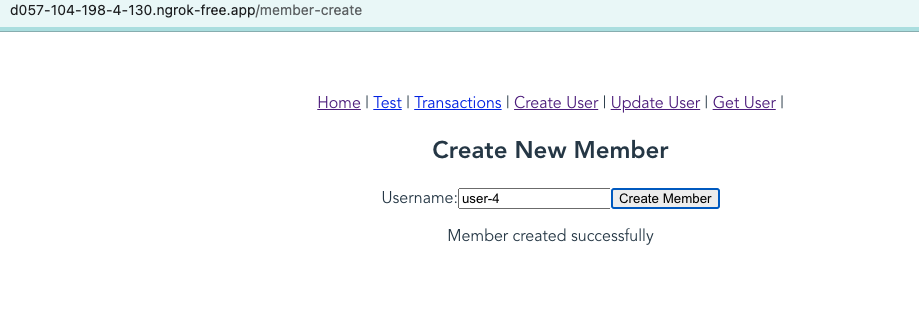 d057-104-198-4-130.ngrok-free.app/member-create
Home | Test | Transactions | Create User | Update User | Get User |
Create New Member
Username: user-4 Create Member
Member created successfully